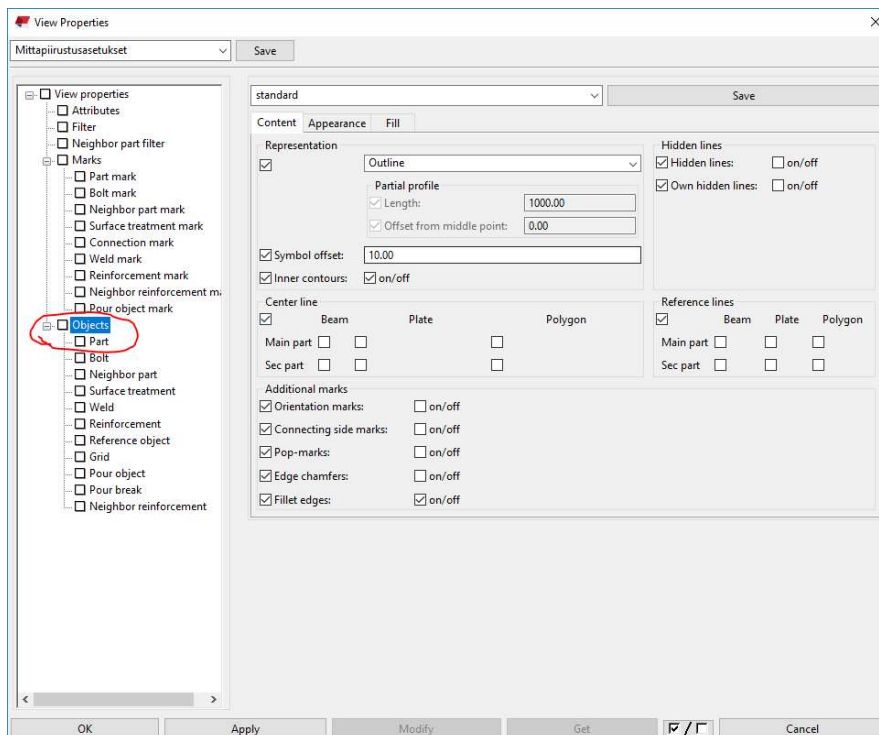 View Properties
Mittapiirustusasetukset Save
View properties
Attributes
Filter
Neighbor part filter
Marks
Part mark
Bolt mark
Neighbor part mark
Surface treatment mark
Connection mark
Weld mark
Reinforcement mark
Neighbor reinforcement ma
Pour object mark
Objects
Part
Bolt
Neighbor part
Surface treatment
Weld
Reinforcement
Reference object
Grid
Pour object
Pour break
Neighbor reinforcement
standard Save
Content Appearance Fill
Representation
Outline
Partial profile
Length: 1000.00
Offset from middle point: 0.00
Symbol offset: 10.00
Inner contours: on/off
Hidden lines
Hidden lines: on/off
Own hidden lines: on/off
Center line
Beam Plate Polygon
Main part
Sec part
Reference lines
Beam Plate Polygon
Main part
Sec part
Additional marks
Orientation marks: on/off
Connecting side marks: on/off
Pop-marks: on/off
Edge chamfers: on/off
Fillet edges: on/off
OK Apply Modify Get Cancel